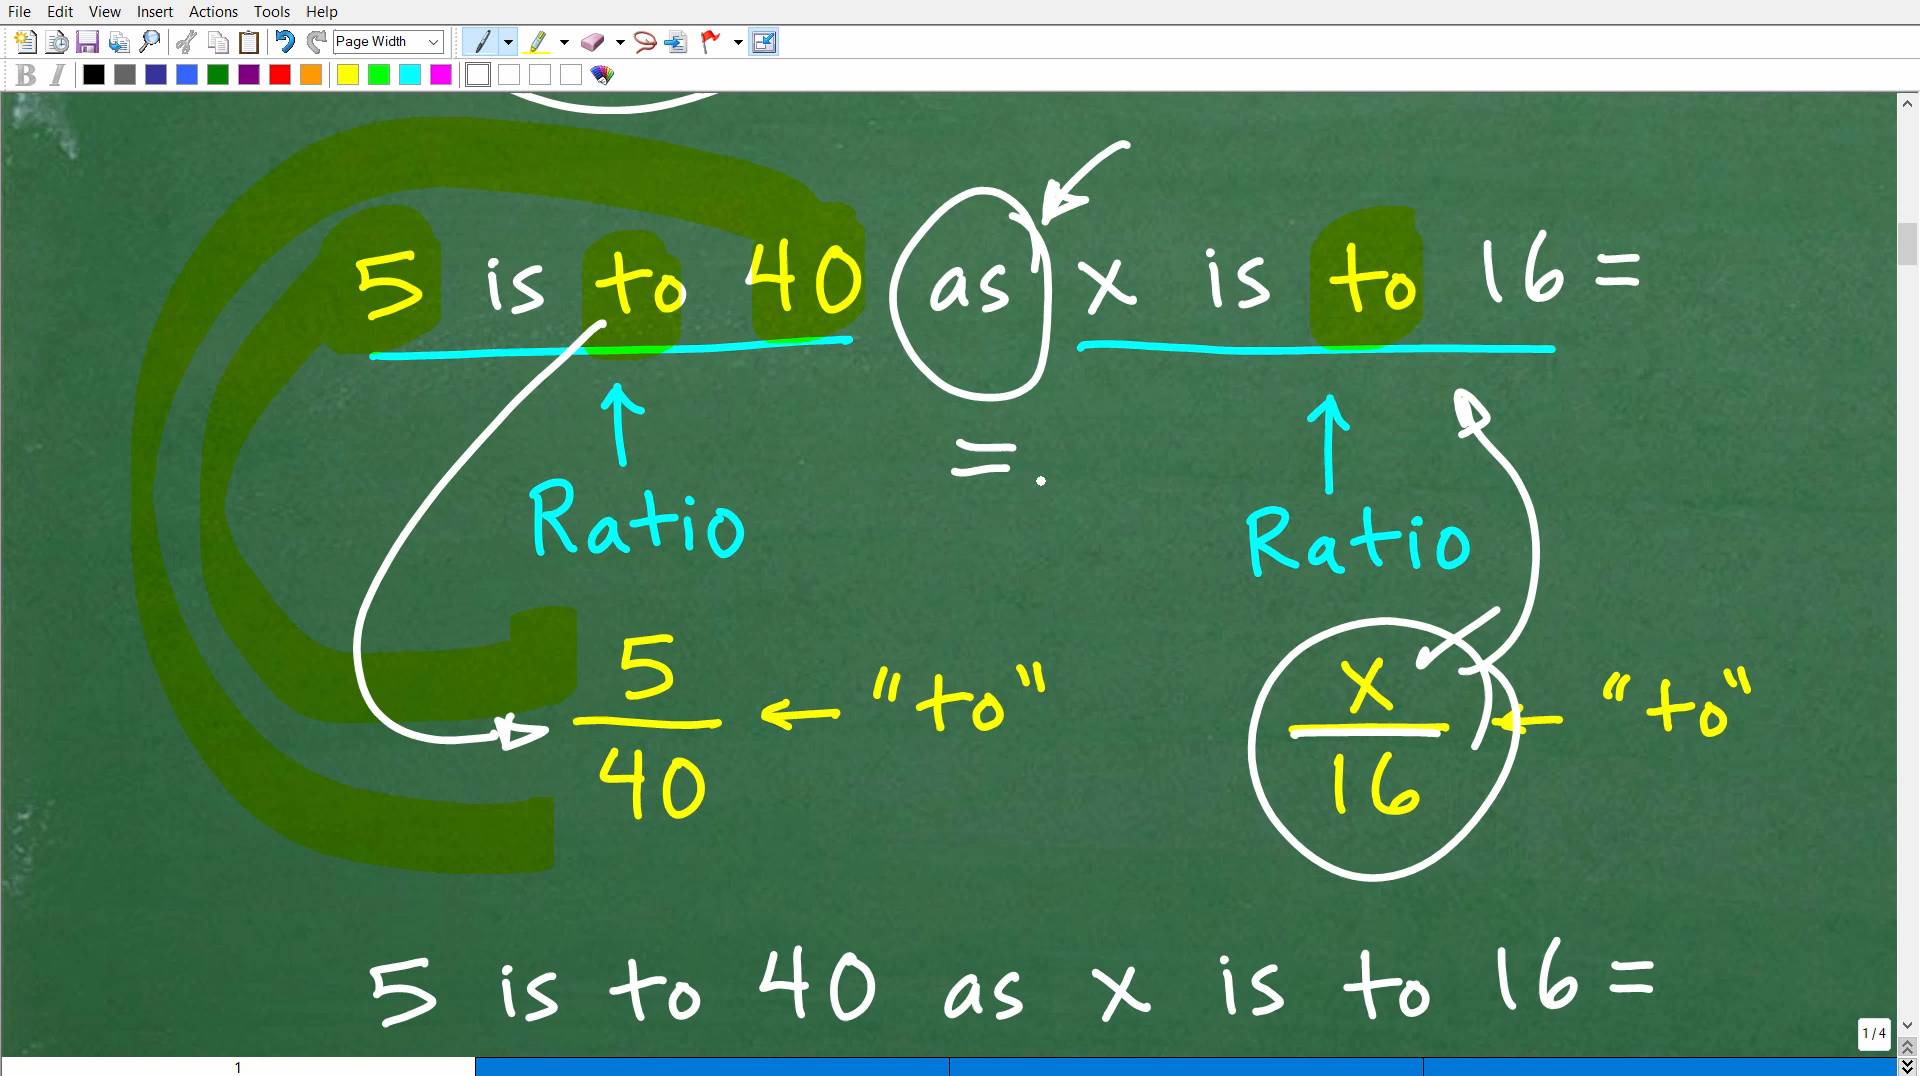 File Edit View Insert Actions Tools Help
Page Width
B I
5 is to 40 as x is to 16 =
=
Ratio Ratio
5/40 ← "to" x/16 ← "to"
5 is to 40 as x is to 16 =
1 / 4
1